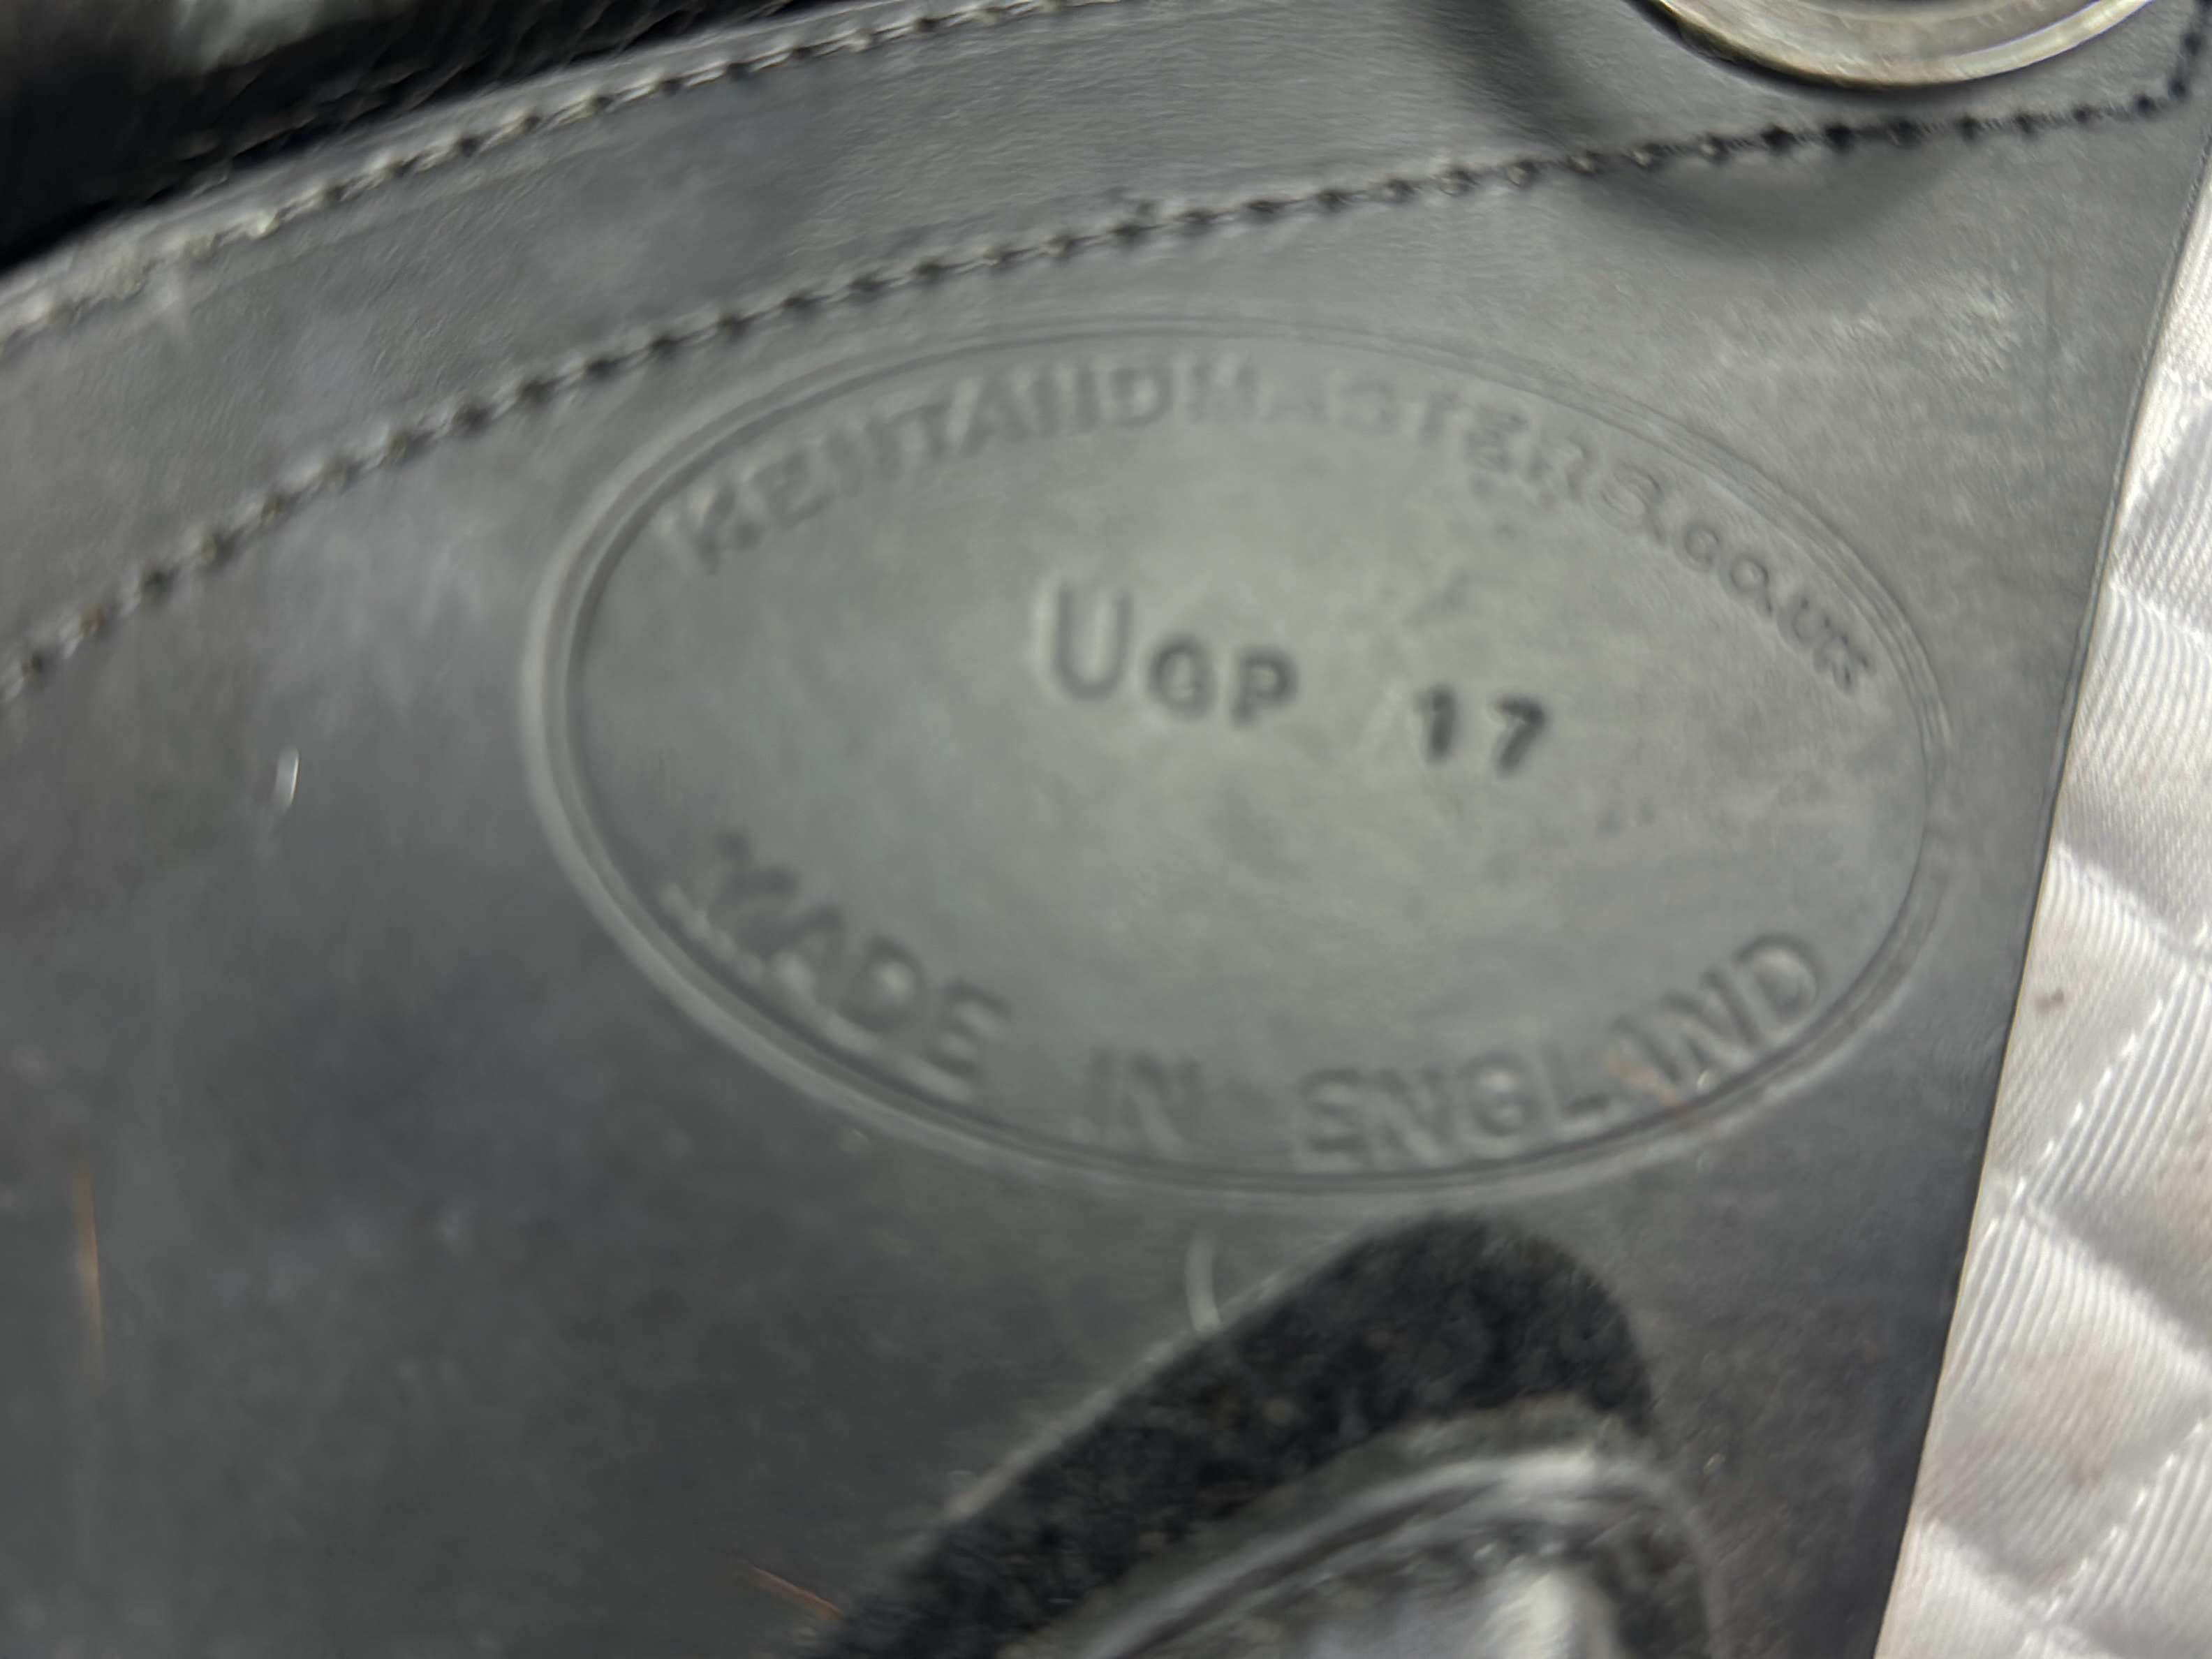 KENTANDMASTERS.CO.UK
UGP 17
MADE IN ENGLAND